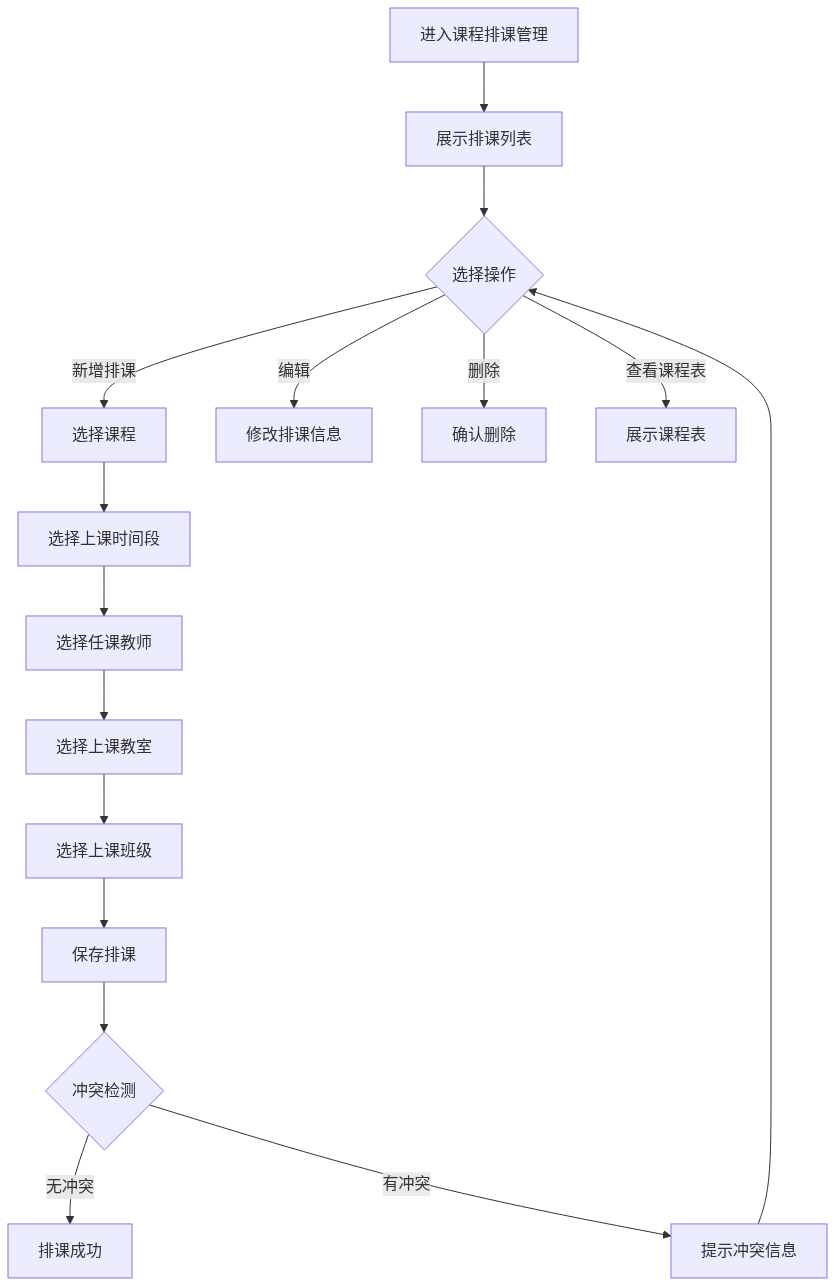 进入课程排课管理
展示排课列表
选择操作
新增排课
编辑
删除
查看课程表
选择课程
修改排课信息
确认删除
展示课程表
选择上课时间段
选择任课教师
选择上课教室
选择上课班级
保存排课
冲突检测
无冲突
有冲突
排课成功
提示冲突信息